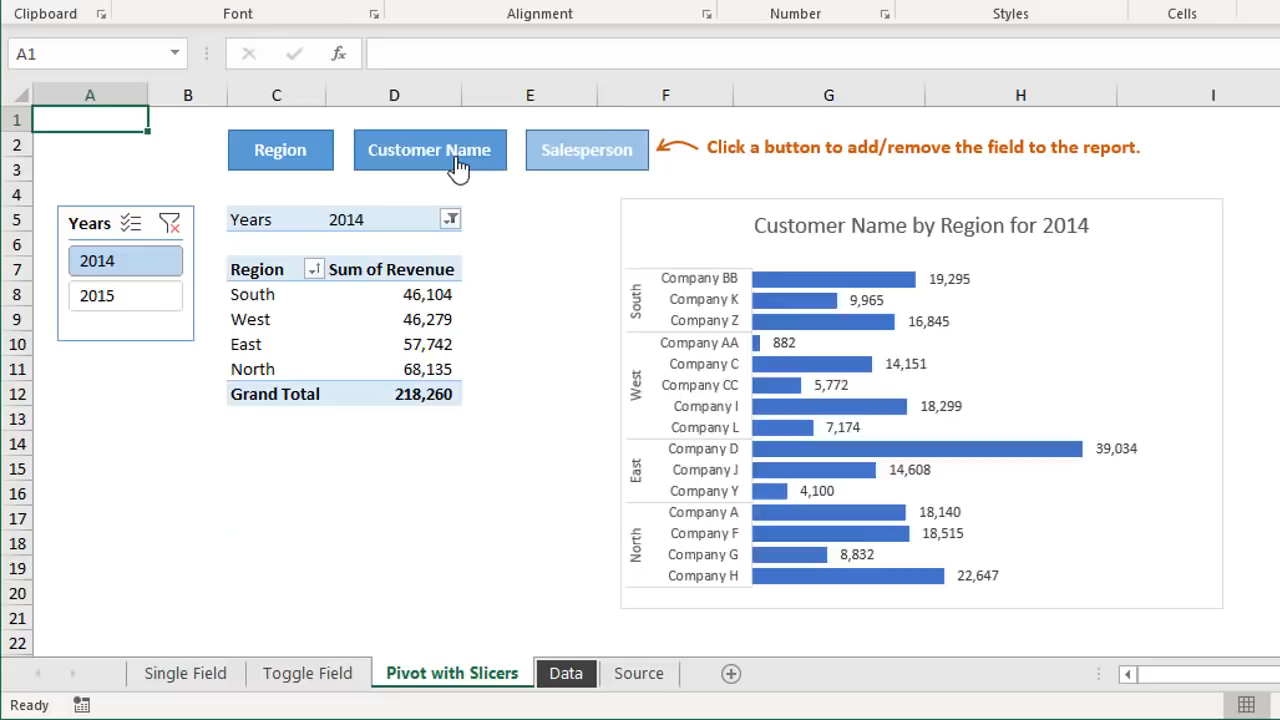 Clipboard Font Alignment Number Styles Cells
A1 fx
A B C D E F G H I
1
2
3
4
5
6
7
8
9
10
11
12
13
14
15
16
17
18
19
20
21
22
Region Customer Name Salesperson Click a button to add/remove the field to the report.
Years
2014
2015
Years 2014
Region Sum of Revenue
South 46,104
West 46,279
East 57,742
North 68,135
Grand Total 218,260
Customer Name by Region for 2014
South
Company BB 19,295
Company K 9,965
Company Z 16,845
West
Company AA 882
Company C 14,151
Company CC 5,772
Company I 18,299
Company L 7,174
East
Company D 39,034
Company J 14,608
Company Y 4,100
North
Company A 18,140
Company F 18,515
Company G 8,832
Company H 22,647
Single Field Toggle Field Pivot with Slicers Data Source
Ready